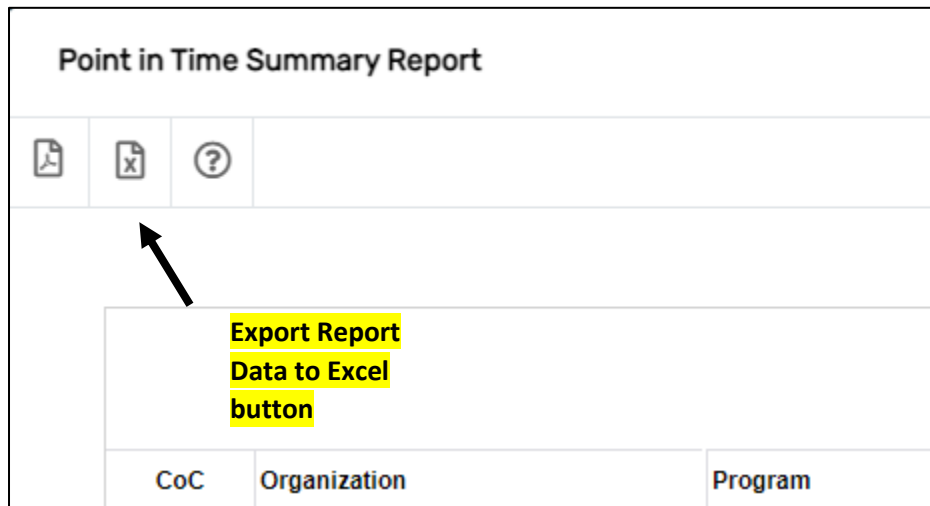 Point in Time Summary Report
Export Report
Data to Excel
button
CoC Organization Program